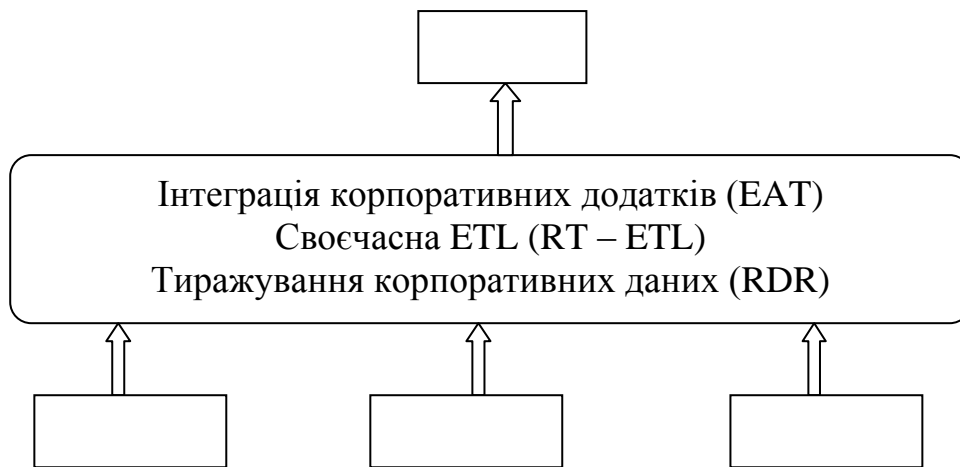 Інтеграція корпоративних додатків (EAT)
Своєчасна ETL (RT – ETL)
Тиражування корпоративних даних (RDR)